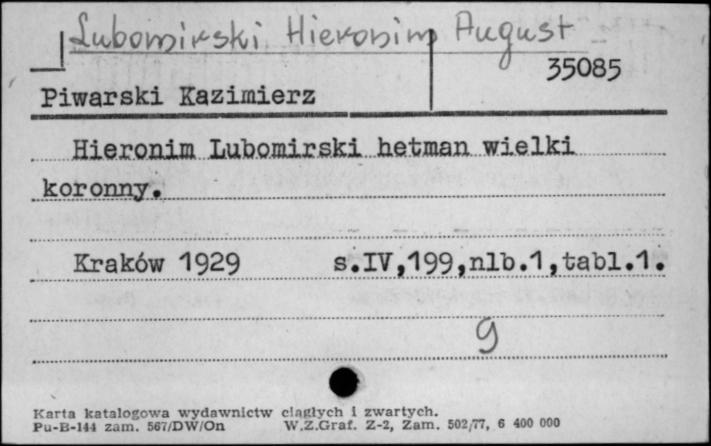 Lubomirski Hieronim August
35085
Piwarski Kazimierz
Hieronim Lubomirski hetman wielki
koronny.
Kraków 1929 s.IV,199,nlb.1,tabl.1.
9
Karta katalogowa wydawnictw ciągłych i zwartych.
Pu-B-144 zam. 567/DW/On W.Z.Graf. Z-2, Zam. 502/77, 6 400 000